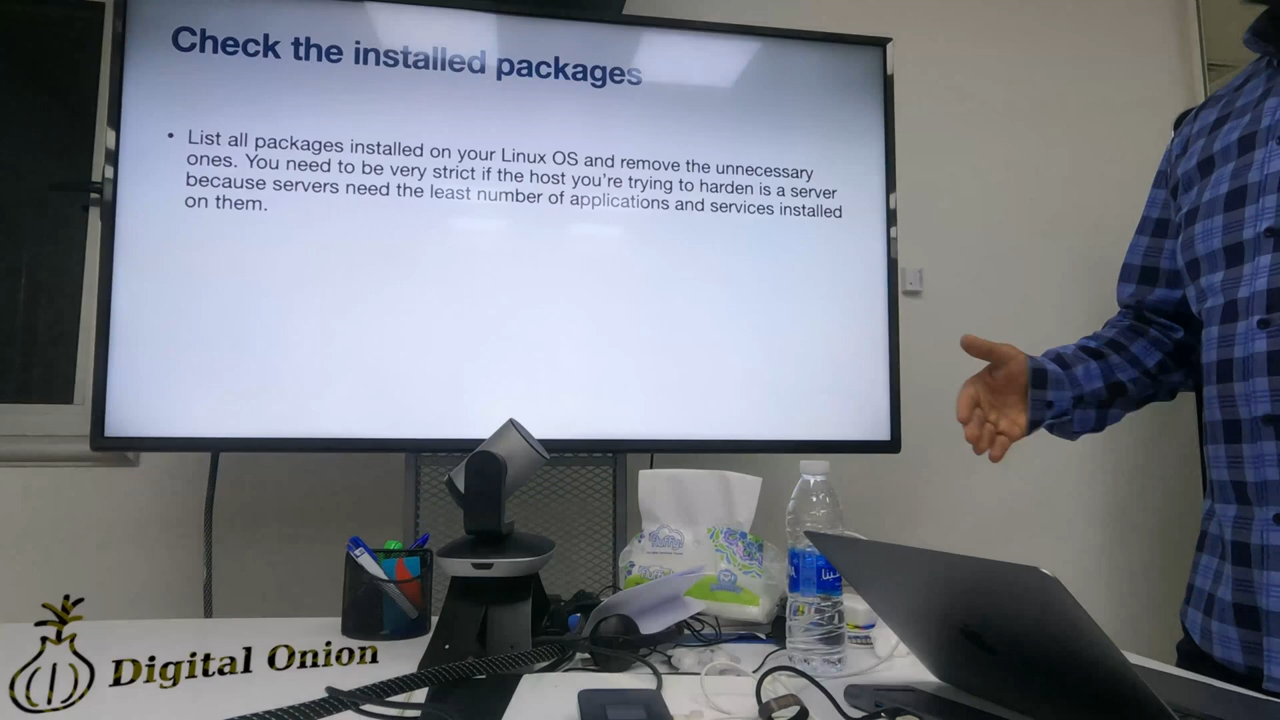 Check the installed packages
• List all packages installed on your Linux OS and remove the unnecessary
ones. You need to be very strict if the host you're trying to harden is a server
because servers need the least number of applications and services installed
on them.
Digital Onion